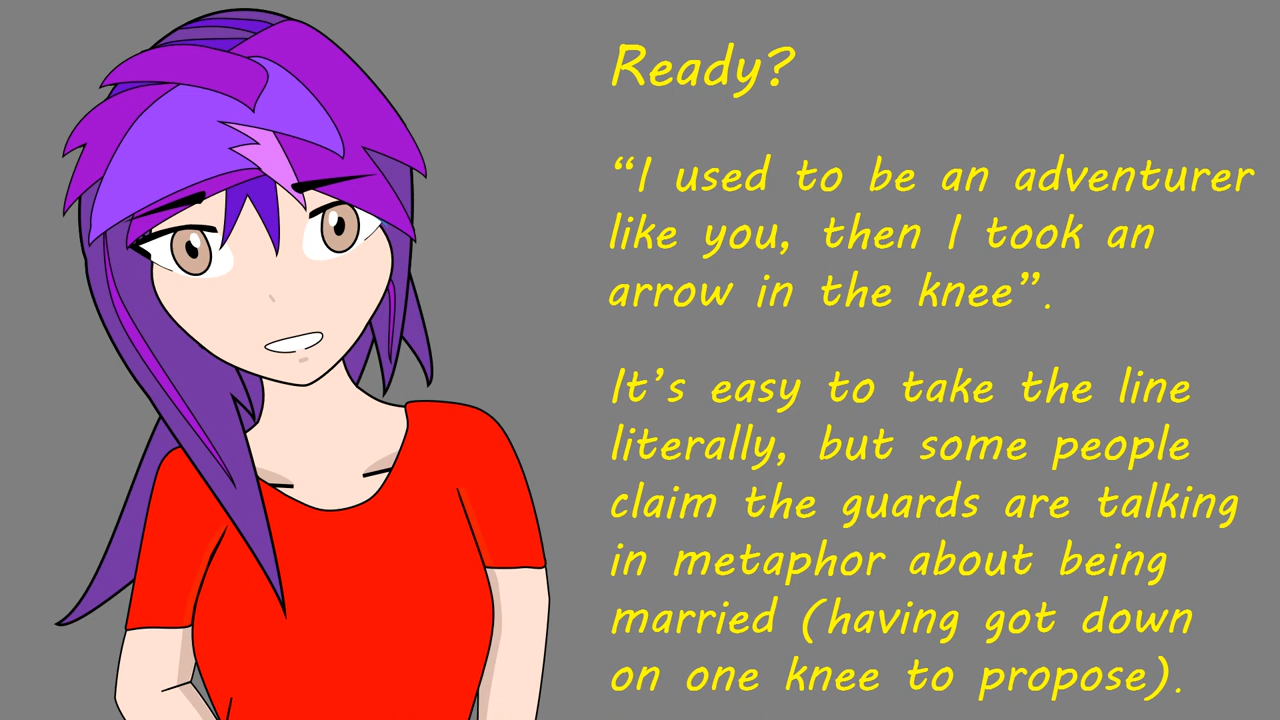 Ready?
“I used to be an adventurer
like you, then I took an
arrow in the knee”.
It’s easy to take the line
literally, but some people
claim the guards are talking
in metaphor about being
married (having got down
on one knee to propose).